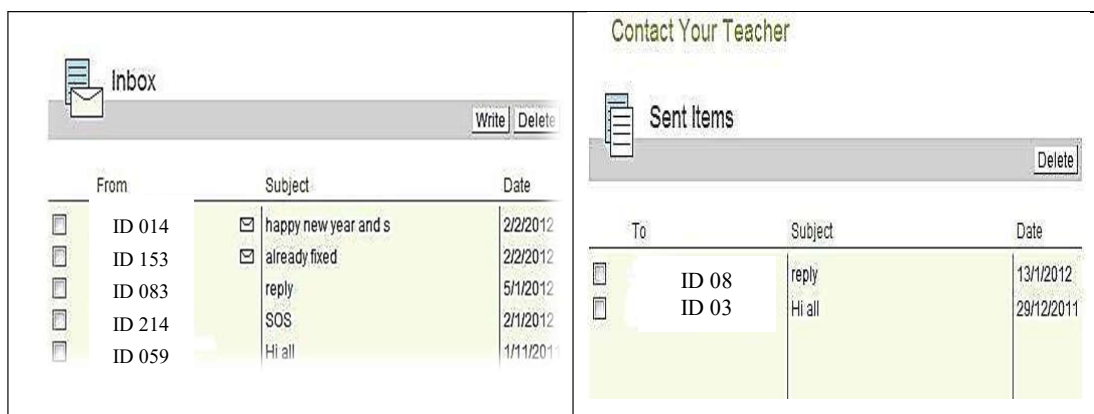 Inbox
Write Delete
From Subject Date
ID 014 happy new year and s 2/2/2012
ID 153 already fixed 2/2/2012
ID 083 reply 5/1/2012
ID 214 SOS 2/1/2012
ID 059 Hi all 1/11/201
Contact Your Teacher
Sent Items
Delete
To Subject Date
ID 08 reply 13/1/2012
ID 03 Hi all 29/12/2011